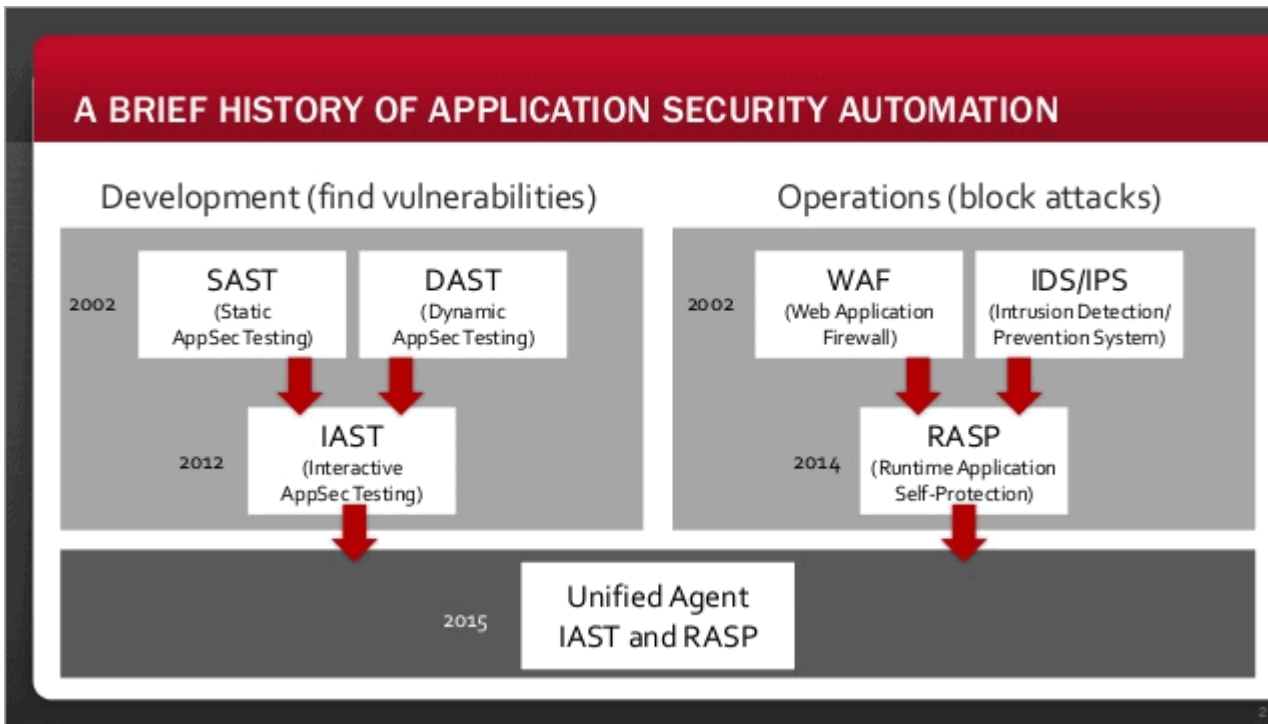 A BRIEF HISTORY OF APPLICATION SECURITY AUTOMATION
Development (find vulnerabilities)
2002
SAST
(Static
AppSec Testing)
DAST
(Dynamic
AppSec Testing)
2012
IAST
(Interactive
AppSec Testing)
Operations (block attacks)
2002
WAF
(Web Application
Firewall)
IDS/IPS
(Intrusion Detection/
Prevention System)
2014
RASP
(Runtime Application
Self-Protection)
2015
Unified Agent
IAST and RASP
2